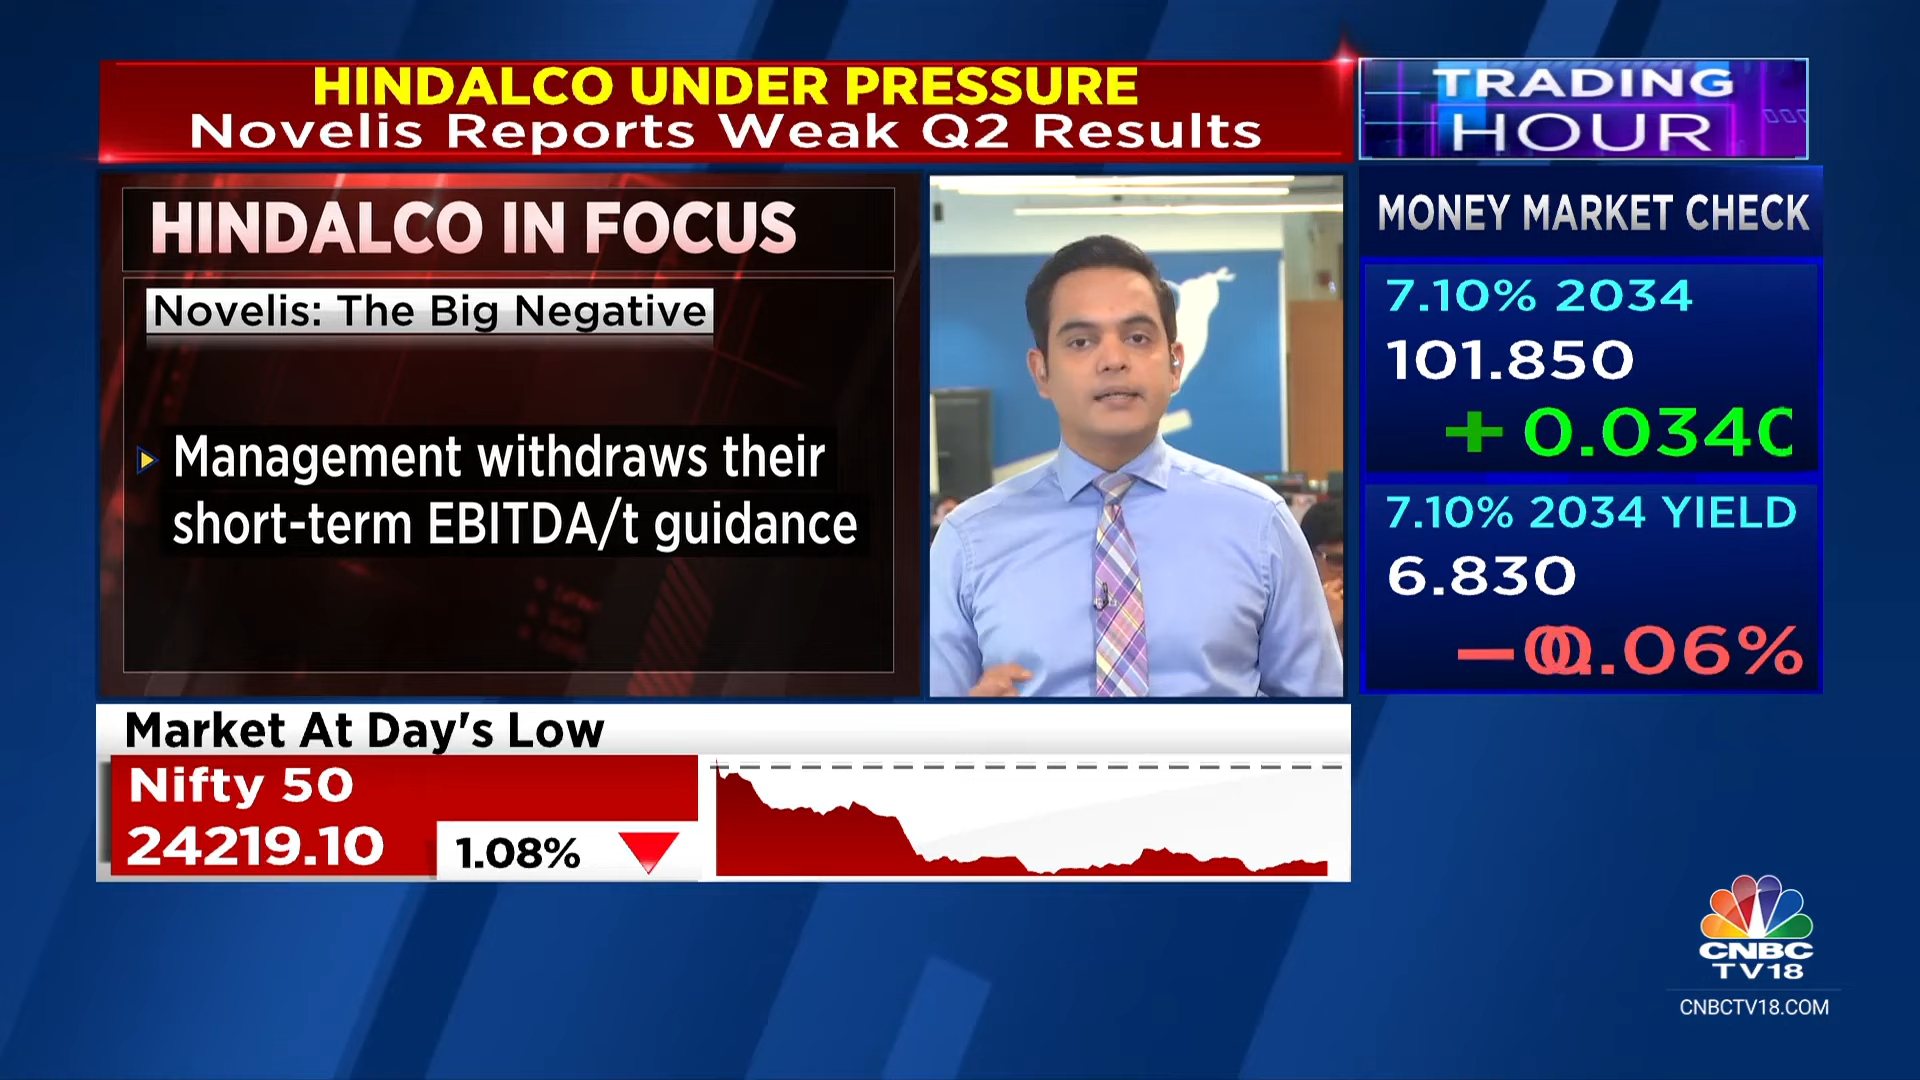 HINDALCO UNDER PRESSURE
Novelis Reports Weak Q2 Results
TRADING
HOUR
HINDALCO IN FOCUS
Novelis: The Big Negative
Management withdraws their
short-term EBITDA/t guidance
MONEY MARKET CHECK
7.10% 2034
101.850
7.10% 2034 YIELD
6.830
Market At Day's Low
Nifty 50
24219.10
1.08%
CNBC
TV18
CNBCTV18.COM